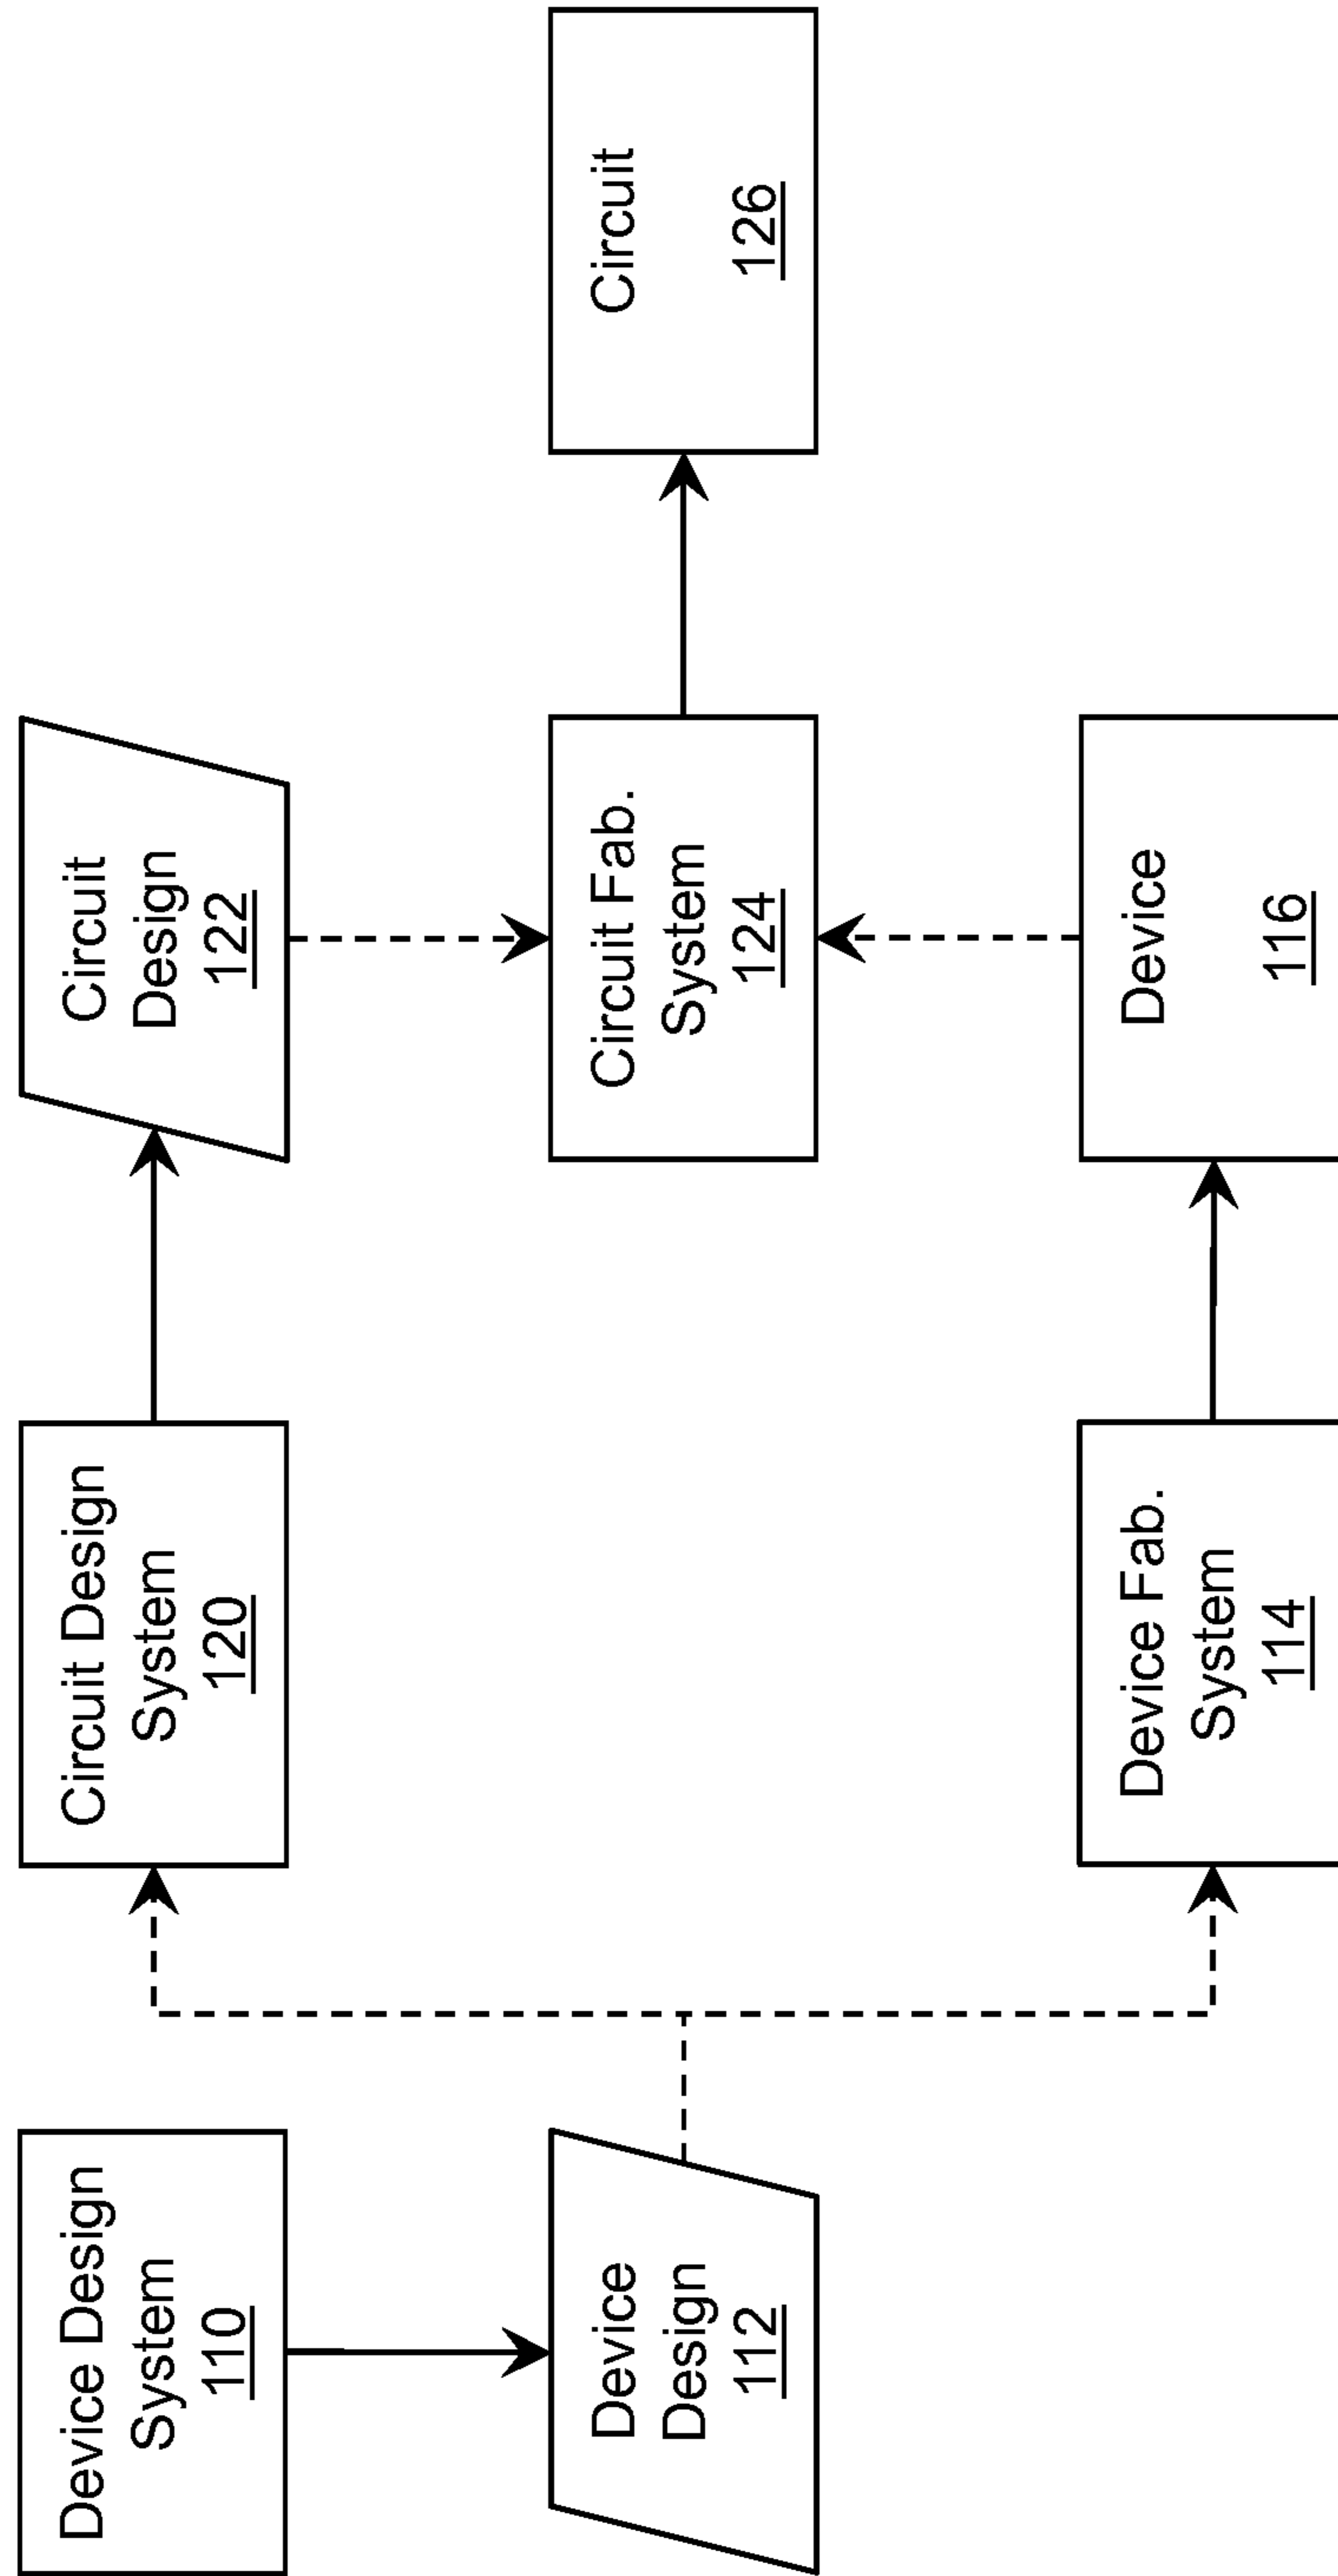 Device Design
System
110
Circuit Design
System
120
Circuit
Design
122
Device
Design
112
Circuit Fab.
System
124
Circuit
126
Device Fab.
System
114
Device
116